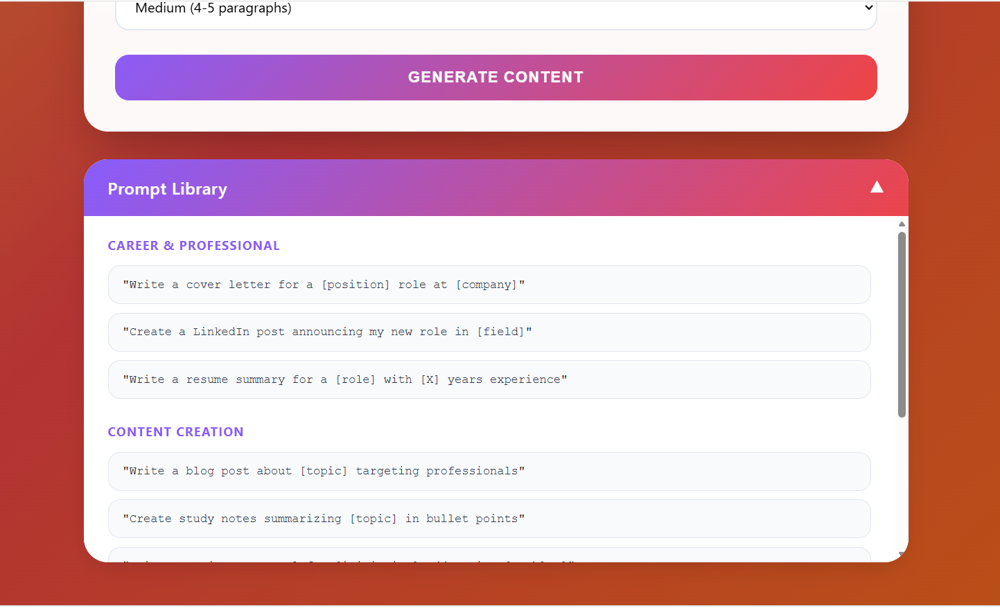 Medium (4-5 paragraphs)
GENERATE CONTENT
Prompt Library
CAREER & PROFESSIONAL
"Write a cover letter for a [position] role at [company]"
"Create a LinkedIn post announcing my new role in [field]"
"Write a resume summary for a [role] with [X] years experience"
CONTENT CREATION
"Write a blog post about [topic] targeting professionals"
"Create study notes summarizing [topic] in bullet points"